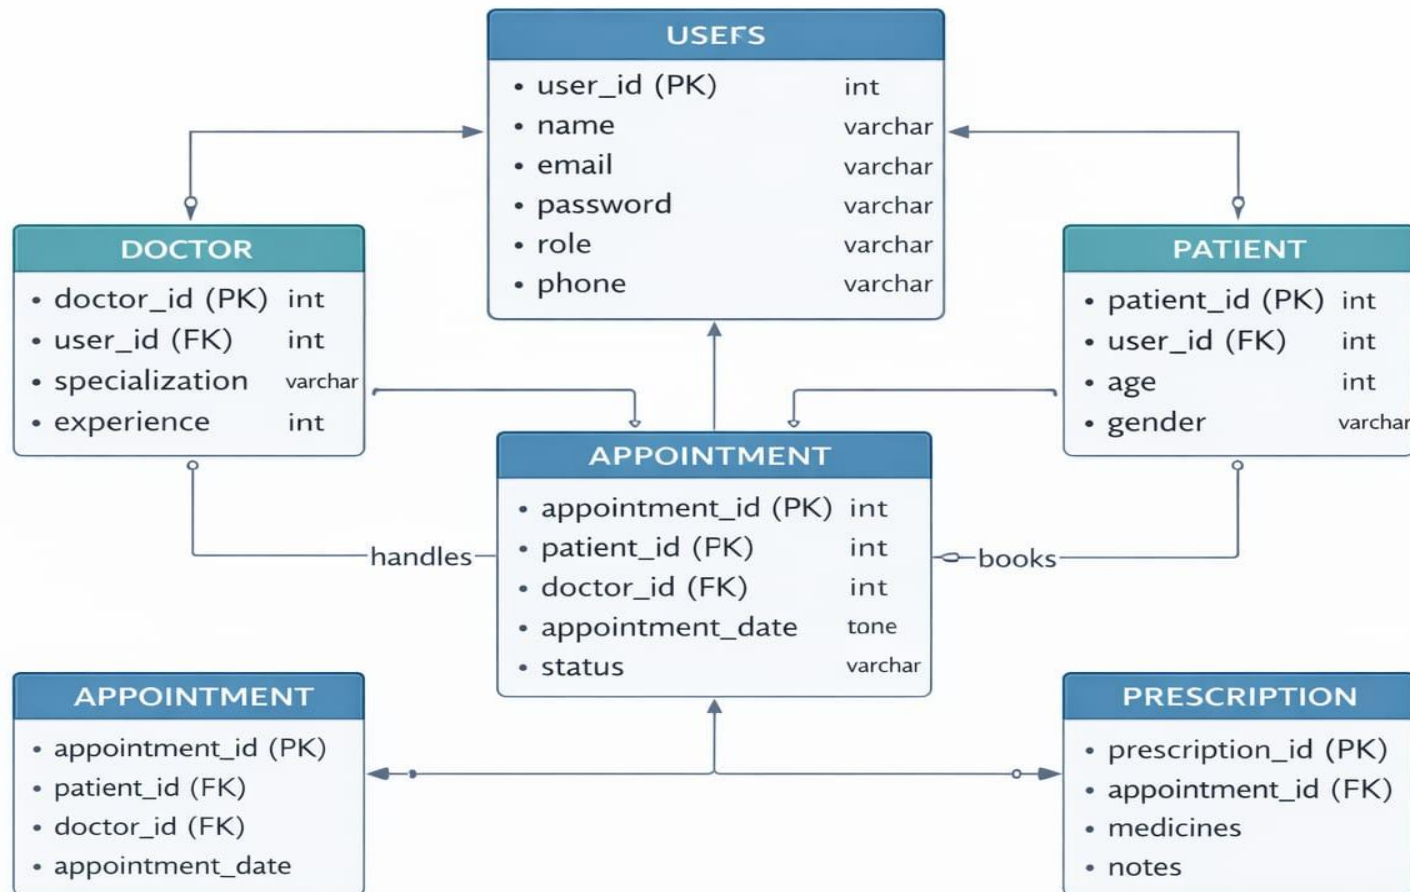 USEFS
• user_id (PK) int
• name varchar
• email varchar
• password varchar
• role varchar
• phone varchar
DOCTOR
• doctor_id (PK) int
• user_id (FK) int
• specialization varchar
• experience int
PATIENT
• patient_id (PK) int
• user_id (FK) int
• age int
• gender varchar
APPOINTMENT
• appointment_id (PK) int
• patient_id (PK) int
• doctor_id (FK) int
• appointment_date tone
• status varchar
handles
books
APPOINTMENT
• appointment_id (PK)
• patient_id (FK)
• doctor_id (FK)
• appointment_date
PRESCRIPTION
• prescription_id (PK)
• appointment_id (FK)
• medicines
• notes